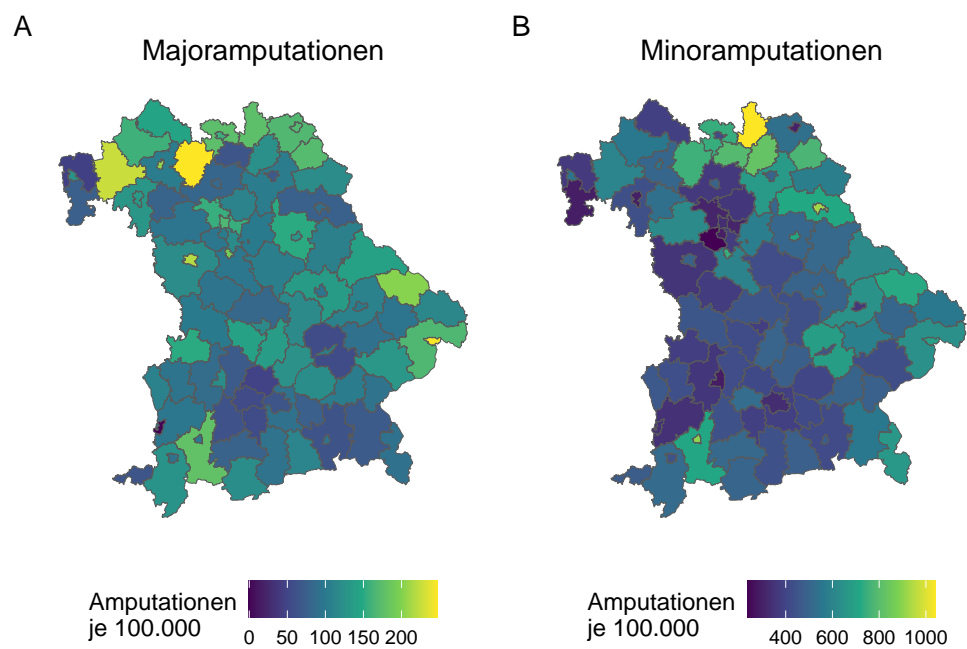 A
Majoramputationen
B
Minoramputationen
Amputationen
je 100.000
0 50 100 150 200
Amputationen
je 100.000
400 600 800 1000